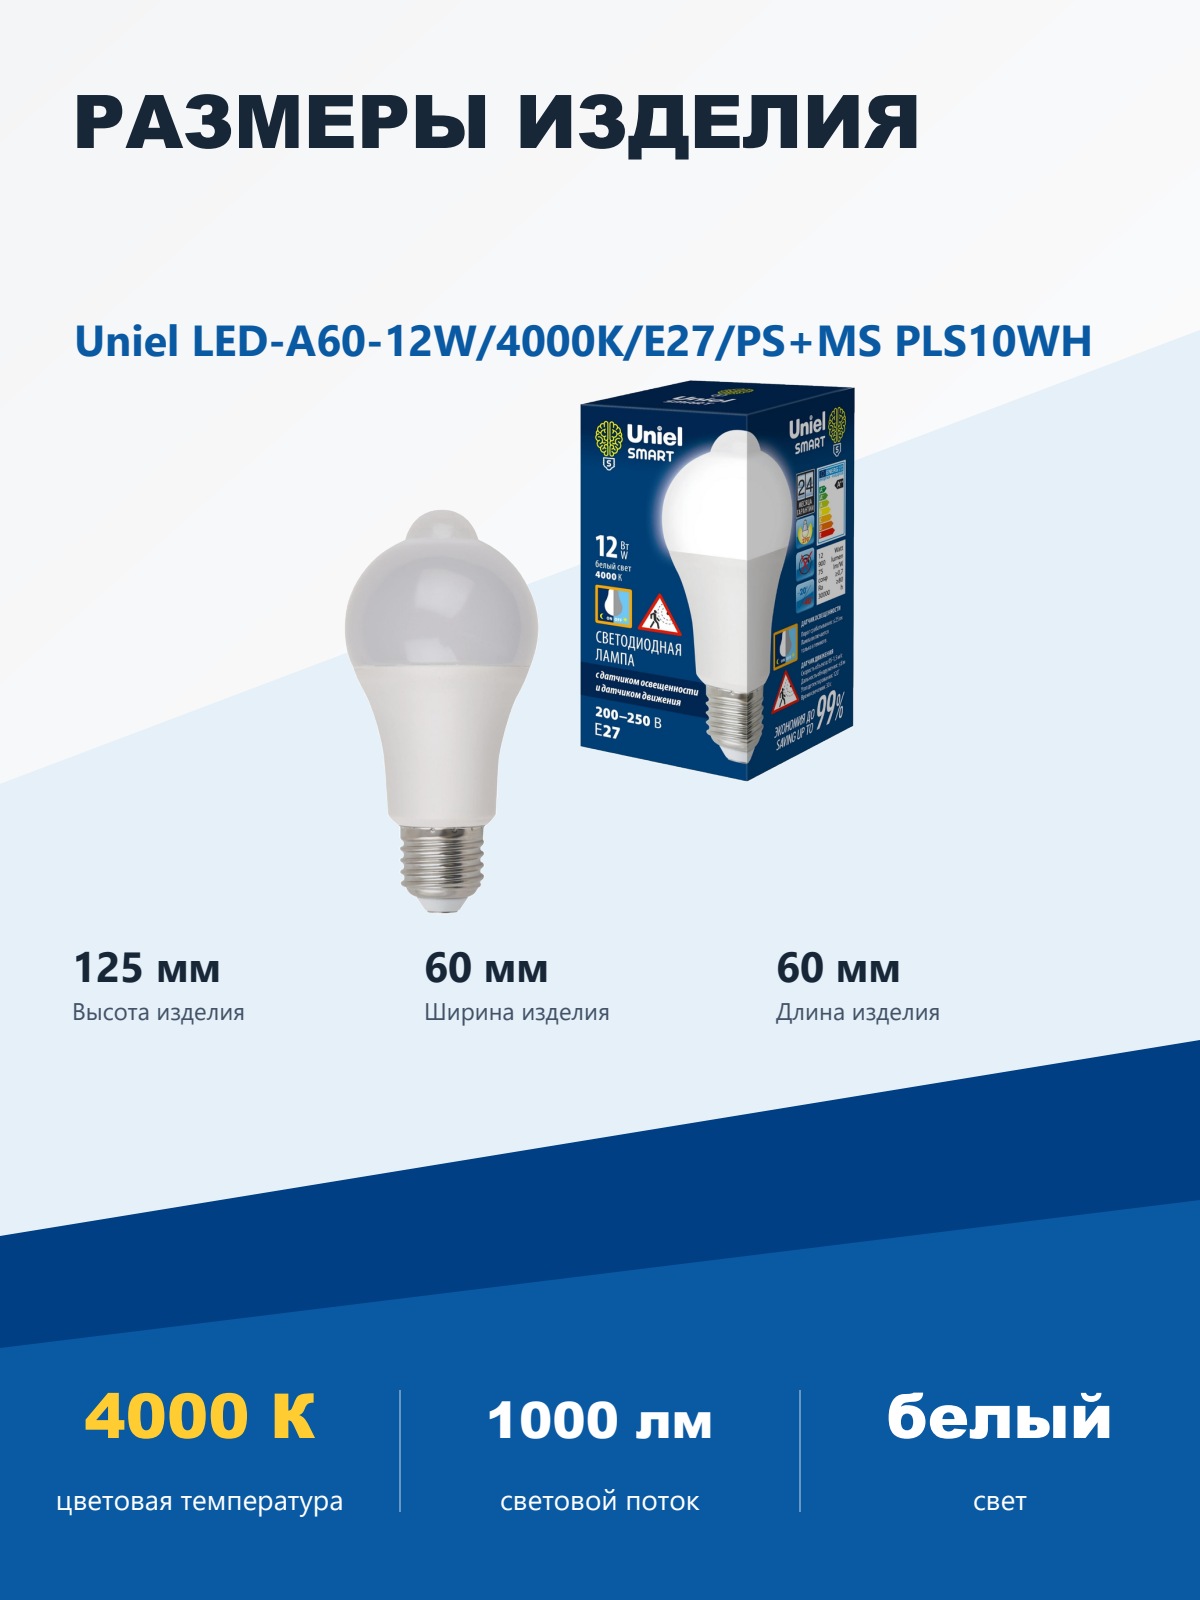 РАЗМЕРЫ ИЗДЕЛИЯ
Uniel LED-A60-12W/4000K/E27/PS+MS PLS10WH
Uniel
SMART
12 Вт
W
белый свет
4000 K
СВЕТОДИОДНАЯ
ЛАМПА
с датчиком освещенности
и датчиком движения
200–250 В
E27
Uniel
SMART
24
ЭКОНОМИЯ ДО
SAVING UP TO
99%
125 мм
Высота изделия
60 мм
Ширина изделия
60 мм
Длина изделия
4000 К
цветовая температура
1000 лм
световой поток
белый
свет